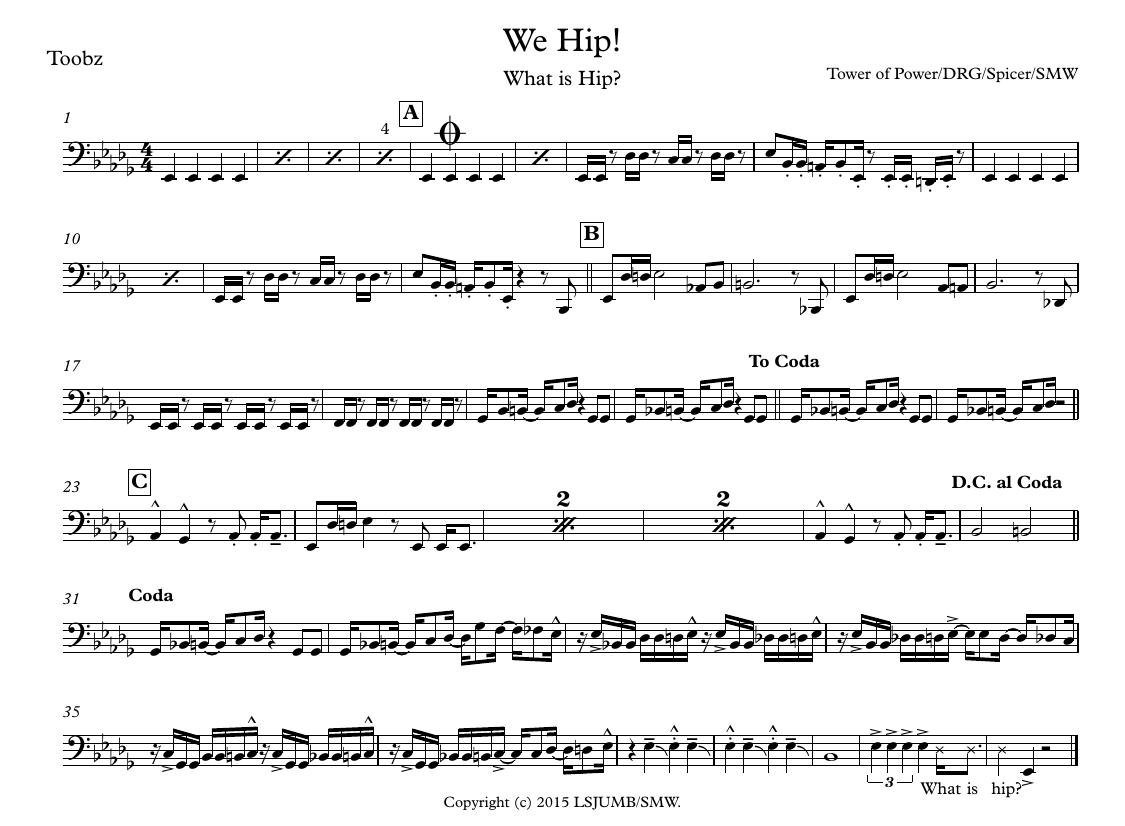 We Hip!
Toobz
What is Hip?
Tower of Power/DRG/Spicer/SMW
1
4
A
10
B
17
To Coda
23
C
2
2
D.C. al Coda
31
Coda
35
3
What is hip?
Copyright (c) 2015 LSJUMB/SMW.